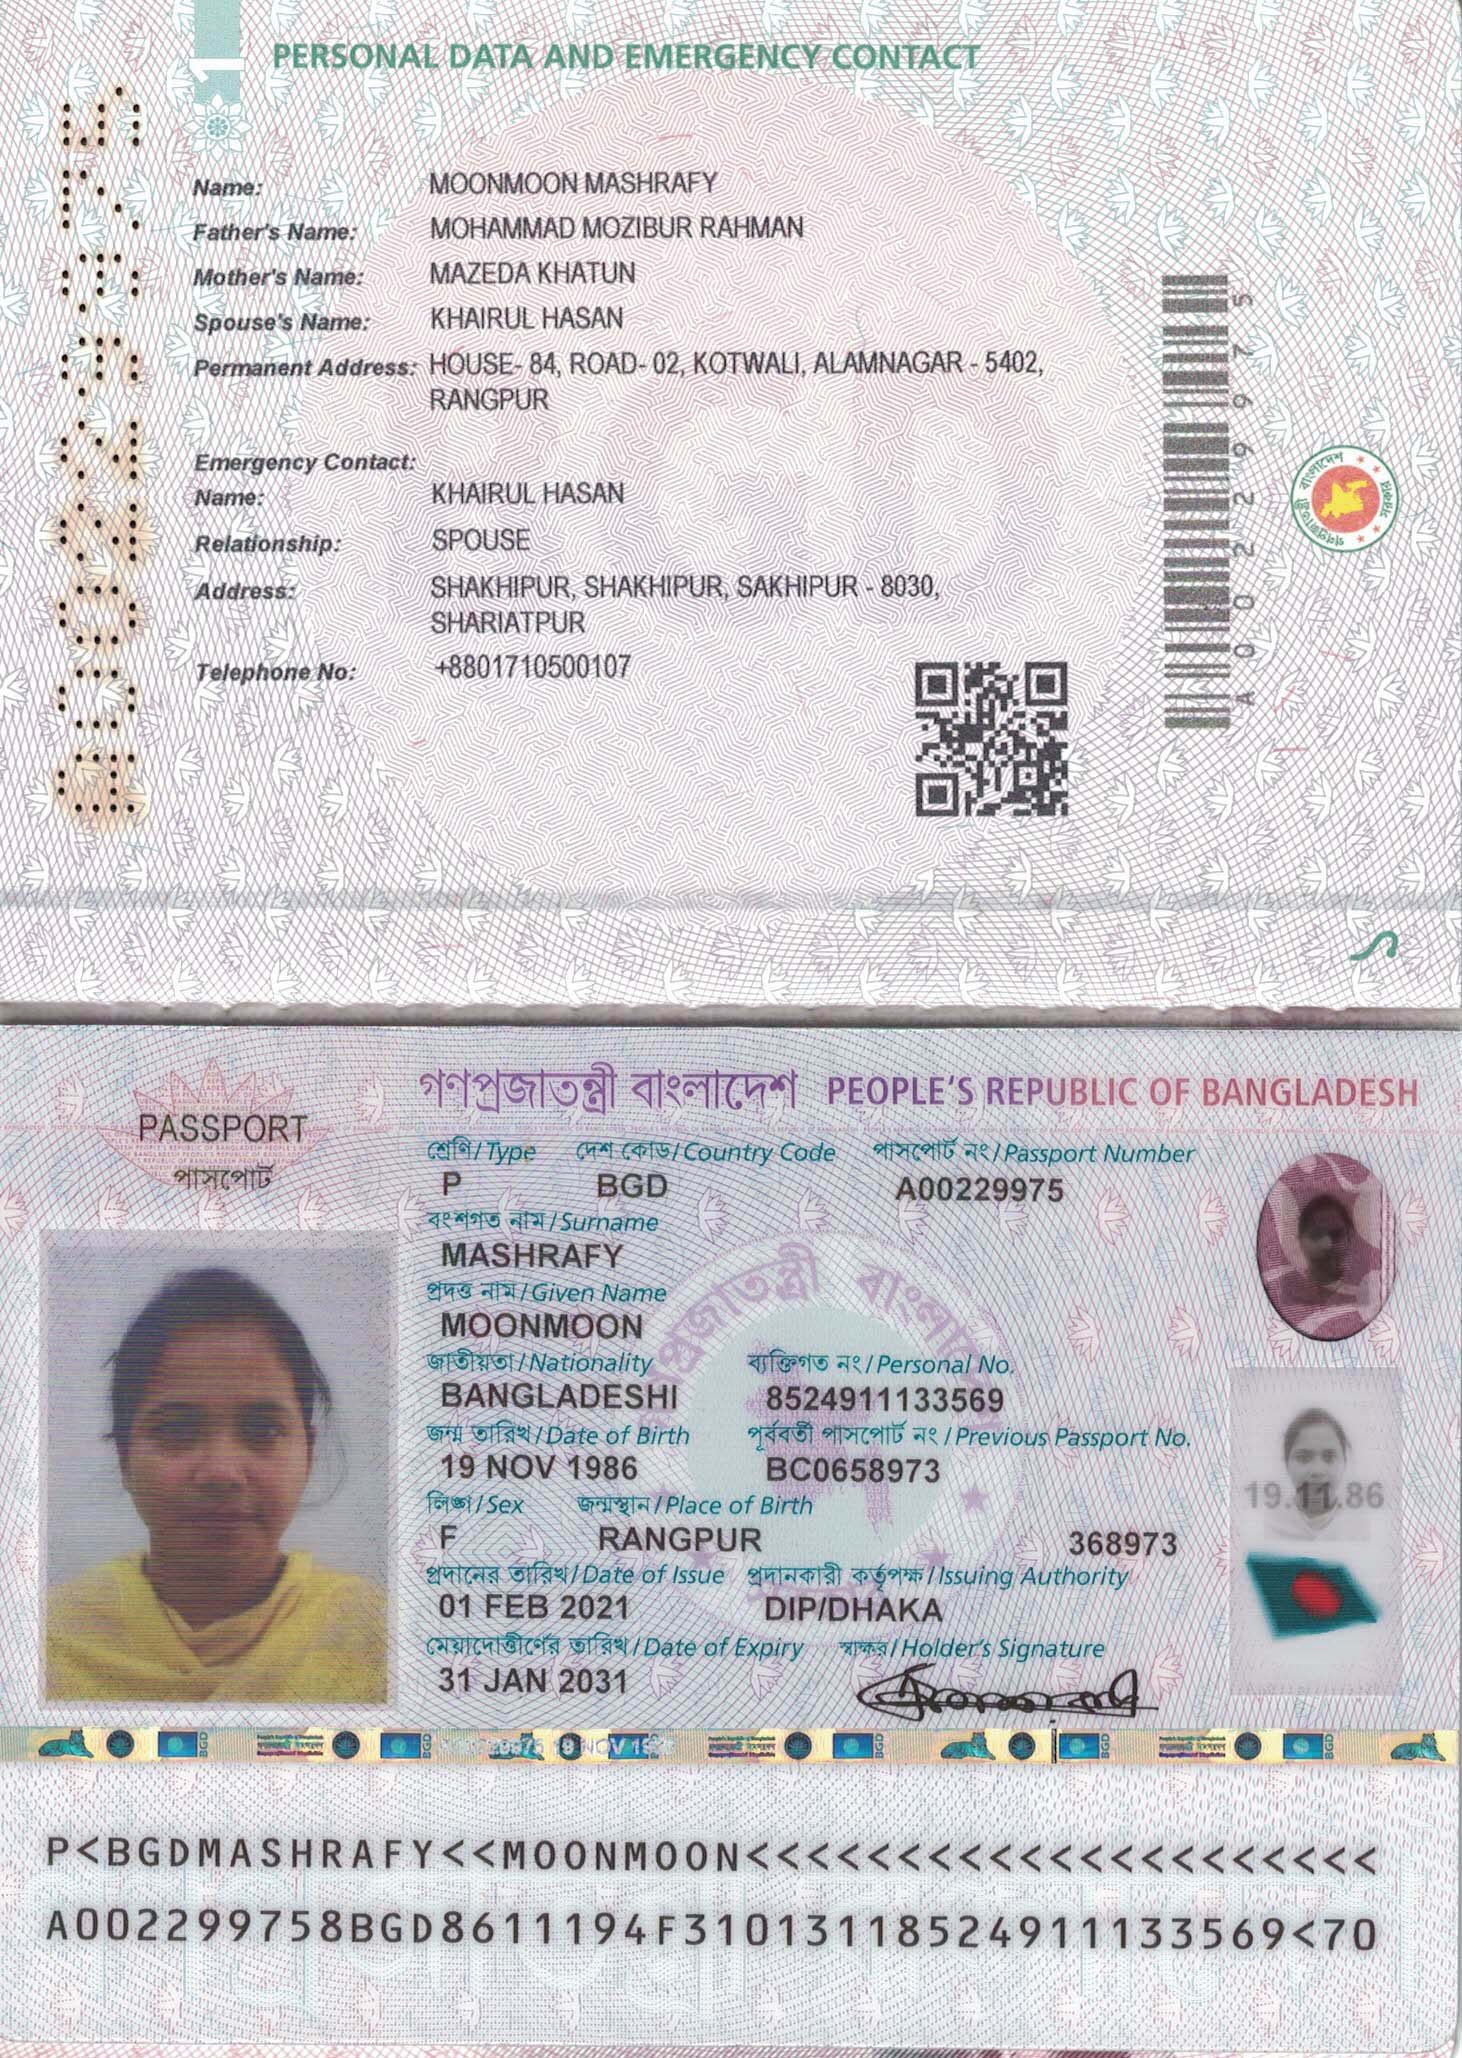 1
PERSONAL DATA AND EMERGENCY CONTACT
Name: MOONMOON MASHRAFY
Father's Name: MOHAMMAD MOZIBUR RAHMAN
Mother's Name: MAZEDA KHATUN
Spouse's Name: KHAIRUL HASAN
Permanent Address: HOUSE- 84, ROAD- 02, KOTWALI, ALAMNAGAR - 5402,
RANGPUR
Emergency Contact:
Name: KHAIRUL HASAN
Relationship: SPOUSE
Address: SHAKHIPUR, SHAKHIPUR, SAKHIPUR - 8030,
SHARIATPUR
Telephone No: +8801710500107
A00229975
A00229975
১
গণপ্রজাতন্ত্রী বাংলাদেশ PEOPLE'S REPUBLIC OF BANGLADESH
PASSPORT
পাসপোর্ট
শ্রেণি/Type দেশ কোড/Country Code পাসপোর্ট নং/Passport Number
P BGD A00229975
বংশগত নাম/Surname
MASHRAFY
প্রদত্ত নাম/Given Name
MOONMOON
জাতীয়তা/Nationality ব্যক্তিগত নং/Personal No.
BANGLADESHI 8524911133569
জন্ম তারিখ/Date of Birth পূর্ববর্তী পাসপোর্ট নং/Previous Passport No.
19 NOV 1986 BC0658973
19.11.86
লিঙ্গ/Sex জন্মস্থান/Place of Birth
F RANGPUR 368973
প্রদানের তারিখ/Date of Issue প্রদানকারী কর্তৃপক্ষ/Issuing Authority
01 FEB 2021 DIP/DHAKA
মেয়াদোত্তীর্ণের তারিখ/Date of Expiry স্বাক্ষর/Holder's Signature
31 JAN 2031
P<BGDMASHRAFY<<MOONMOON<<<<<<<<<<<<<<<<<<<<<
A002299758BGD8611194F31013118524911133569<70